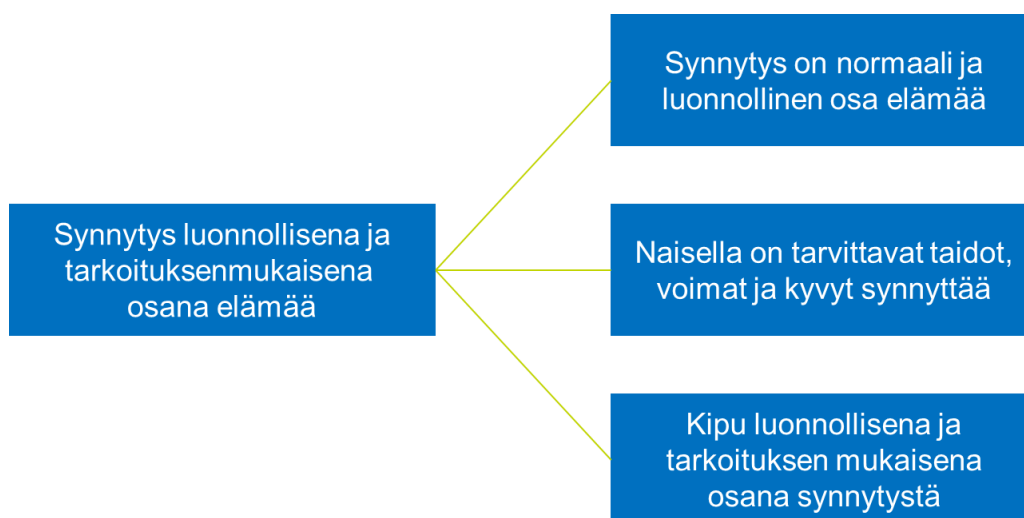 Synnytys on normaali ja
luonnollinen osa elämää
Synnytys luonnollisena ja
tarkoituksenmukaisena
osana elämää
Naisella on tarvittavat taidot,
voimat ja kyvyt synnyttää
Kipu luonnollisena ja
tarkoituksen mukaisena
osana synnytystä